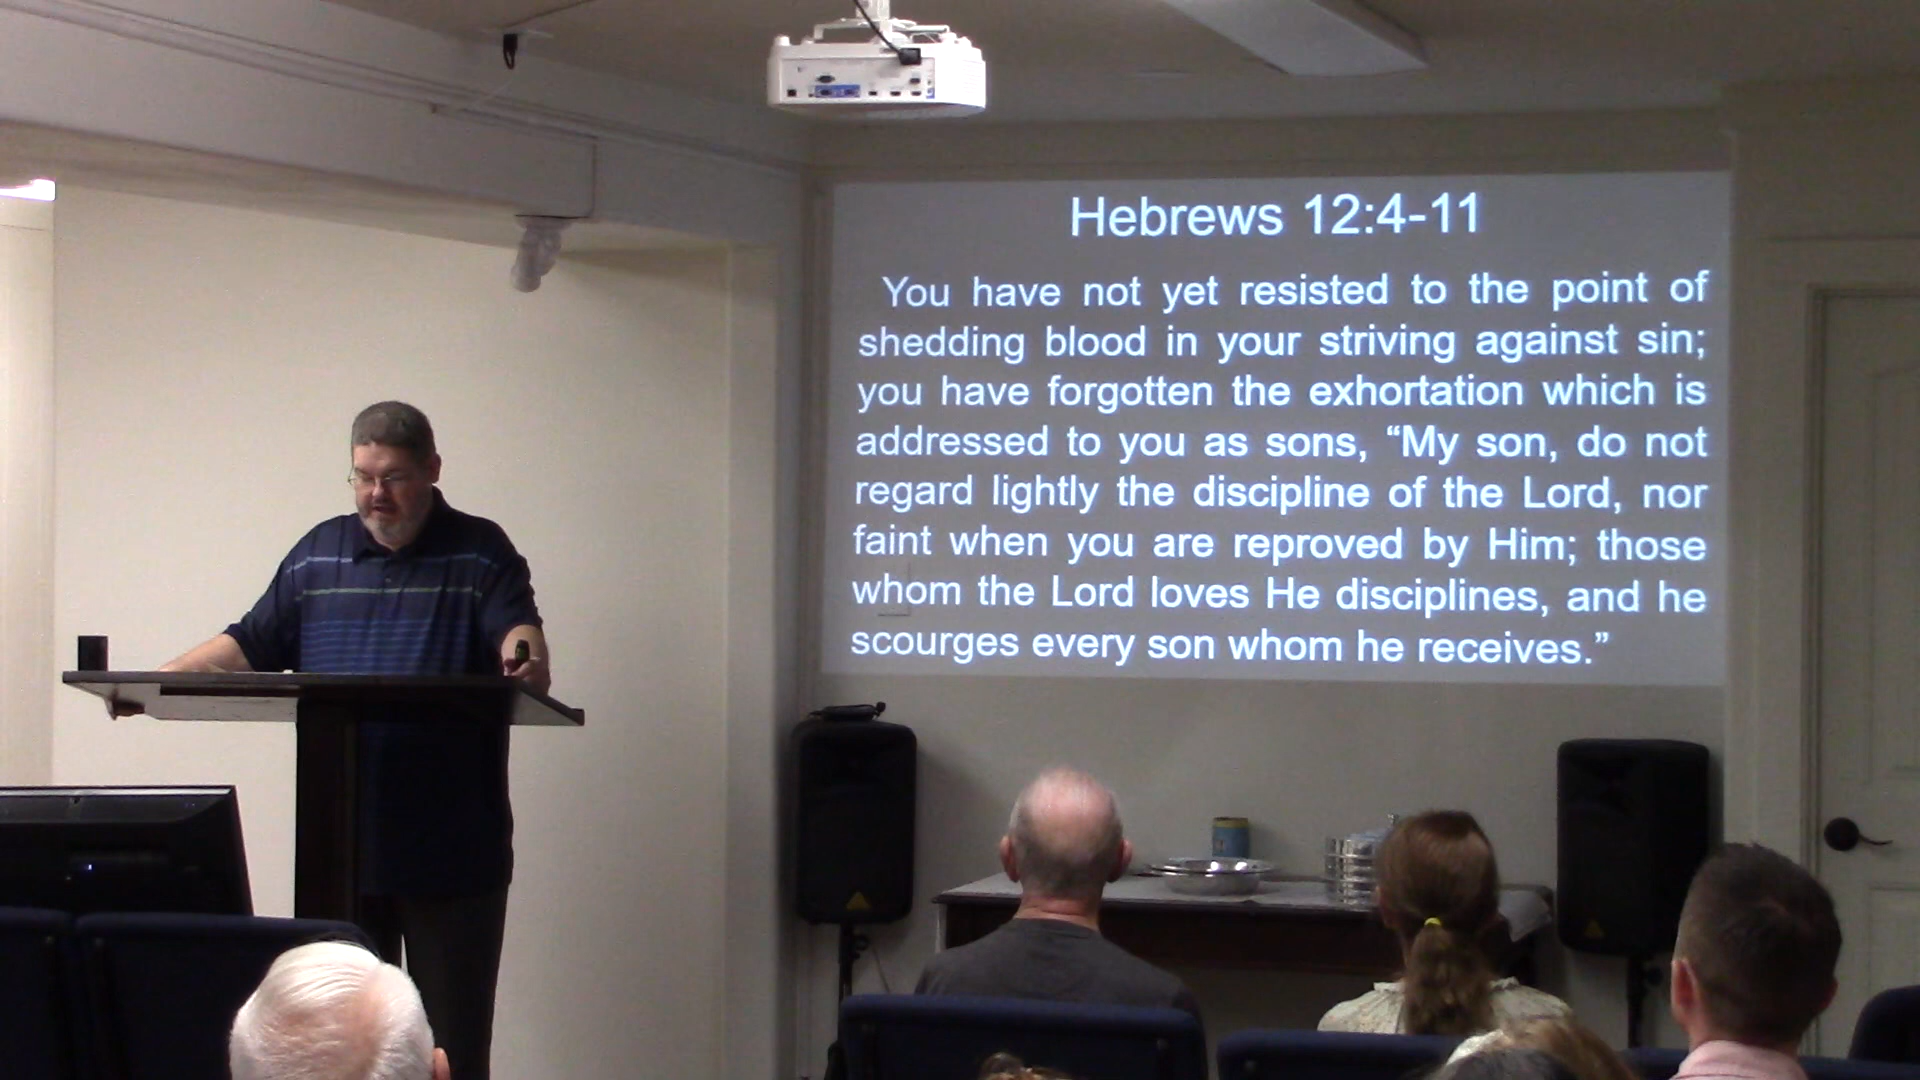 Hebrews 12:4-11
You have not yet resisted to the point of
shedding blood in your striving against sin;
you have forgotten the exhortation which is
addressed to you as sons, “My son, do not
regard lightly the discipline of the Lord, nor
faint when you are reproved by Him; those
whom the Lord loves He disciplines, and he
scourges every son whom he receives.”